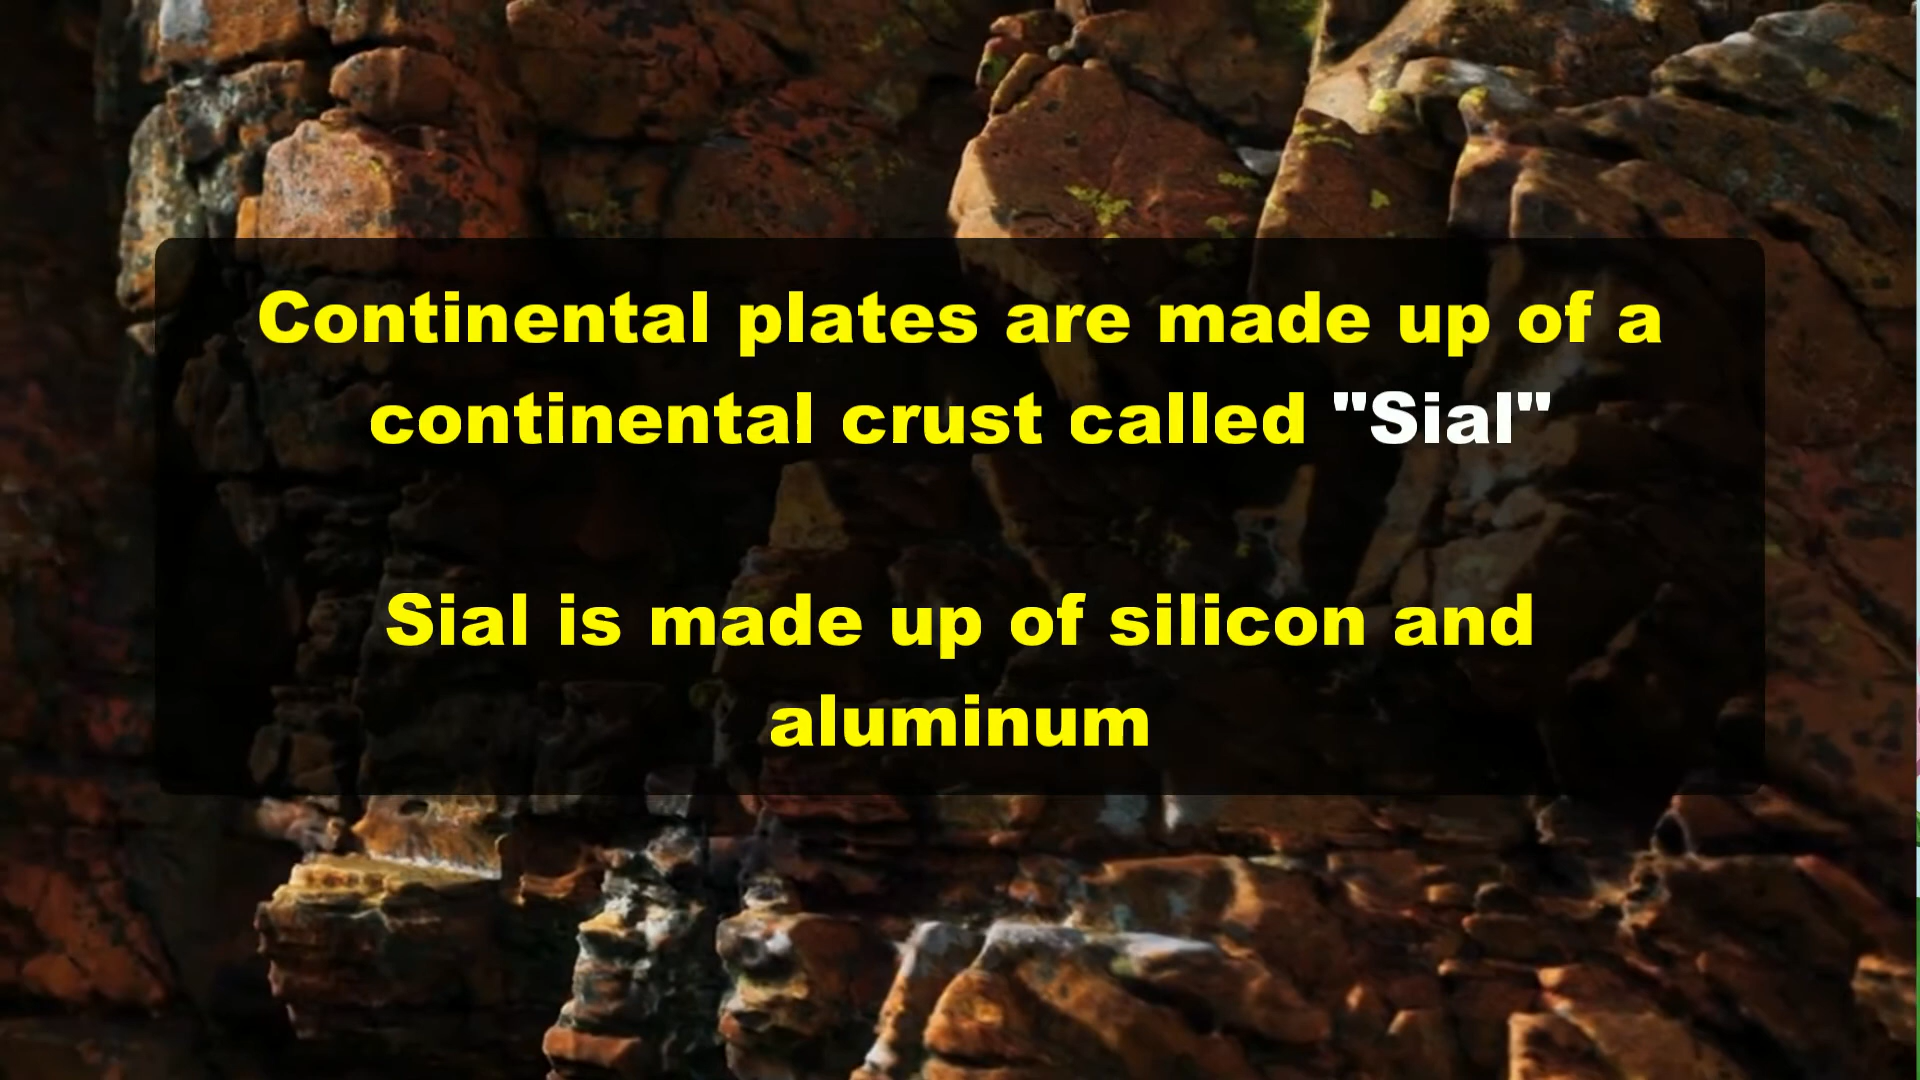 Continental plates are made up of a
continental crust called "Sial"
Sial is made up of silicon and
aluminum